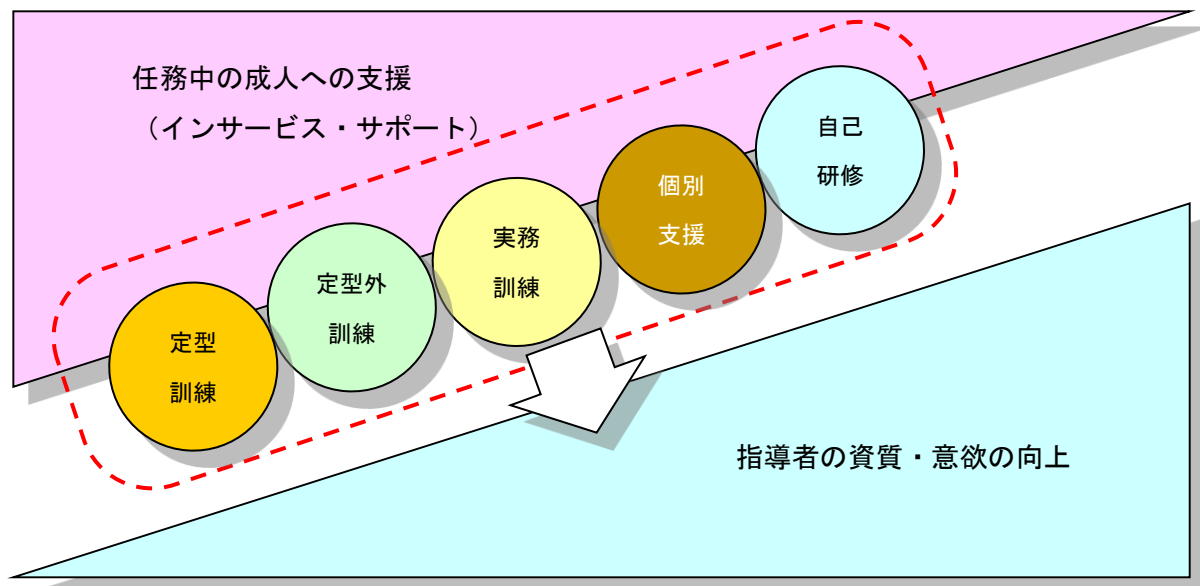 任務中の成人への支援
（インサービス・サポート）
自己
研修
個別
支援
実務
訓練
定型外
訓練
定型
訓練
指導者の資質・意欲の向上